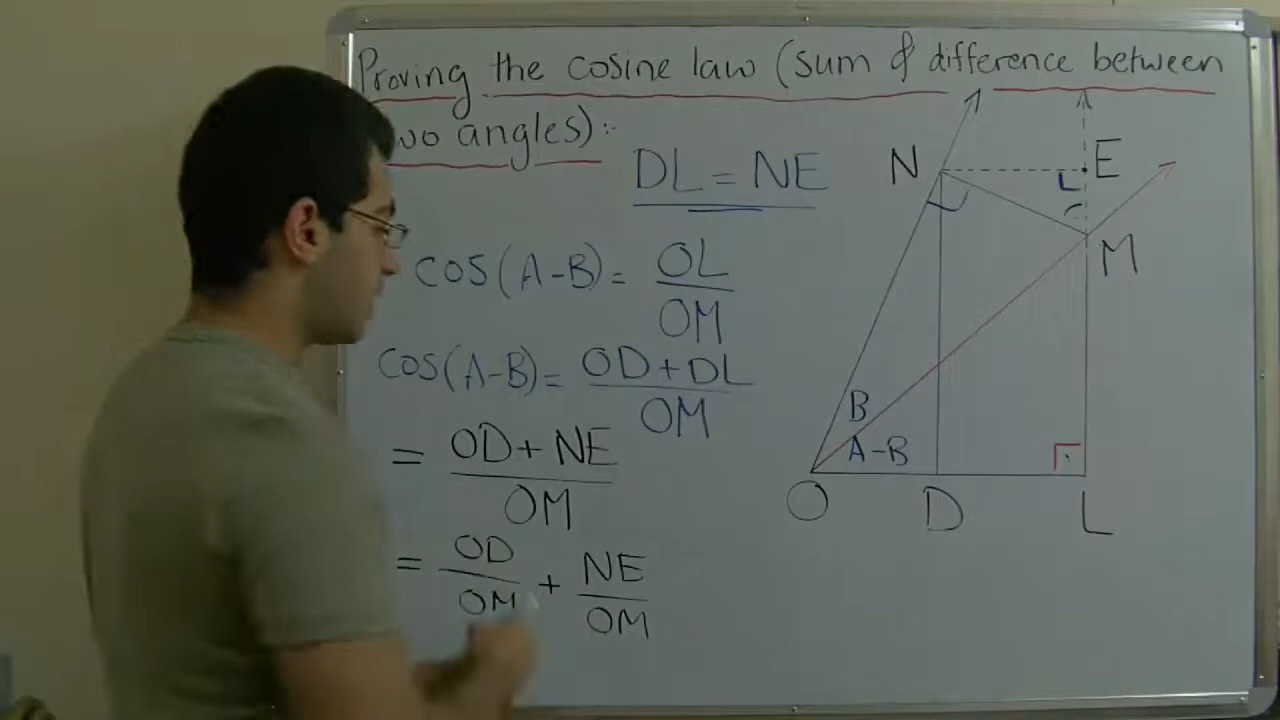 Proving the cosine law (sum & difference between
wo angles):
DL = NE
cos(A-B) = OL
OM
cos(A-B) = OD+DL
OM
= OD + NE
OM
= OD + NE
OM OM
N
E
M
B
A-B
O
D
L